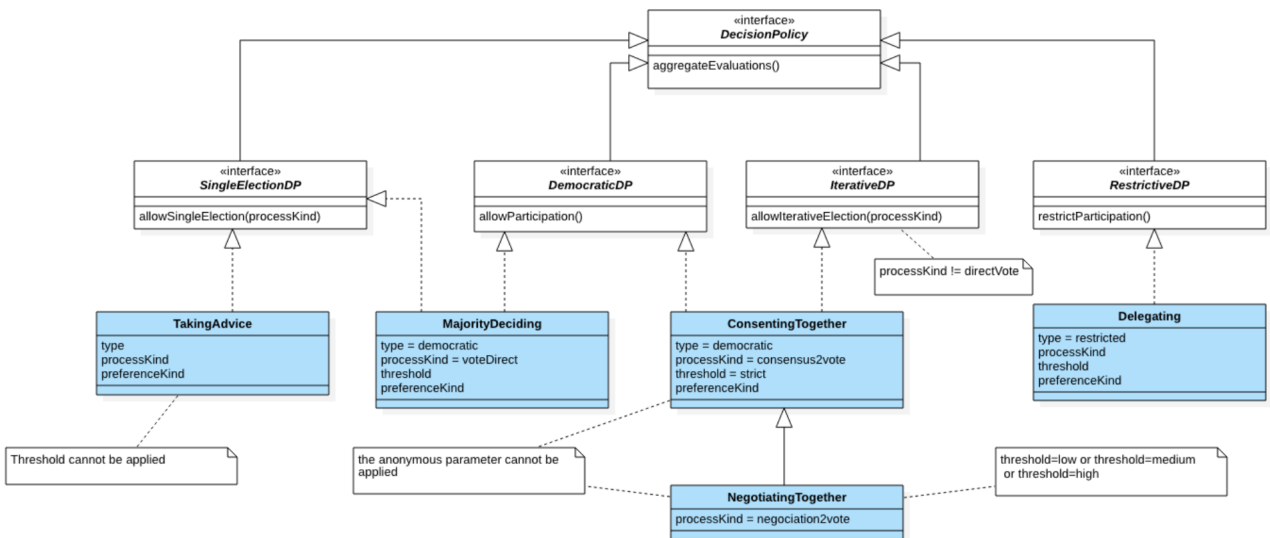 «interface»
DecisionPolicy
aggregateEvaluations()
«interface»
SingleElectionDP
allowSingleElection(processKind)
«interface»
DemocraticDP
allowParticipation()
«interface»
IterativeDP
allowIterativeElection(processKind)
«interface»
RestrictiveDP
restrictParticipation()
processKind != directVote
TakingAdvice
type
processKind
preferenceKind
MajorityDeciding
type = democratic
processKind = voteDirect
threshold
preferenceKind
ConsentingTogether
type = democratic
processKind = consensus2vote
threshold = strict
preferenceKind
Delegating
type = restricted
processKind
threshold
preferenceKind
Threshold cannot be applied
the anonymous parameter cannot be
applied
threshold=low or threshold=medium
or threshold=high
NegotiatingTogether
processKind = negociation2vote